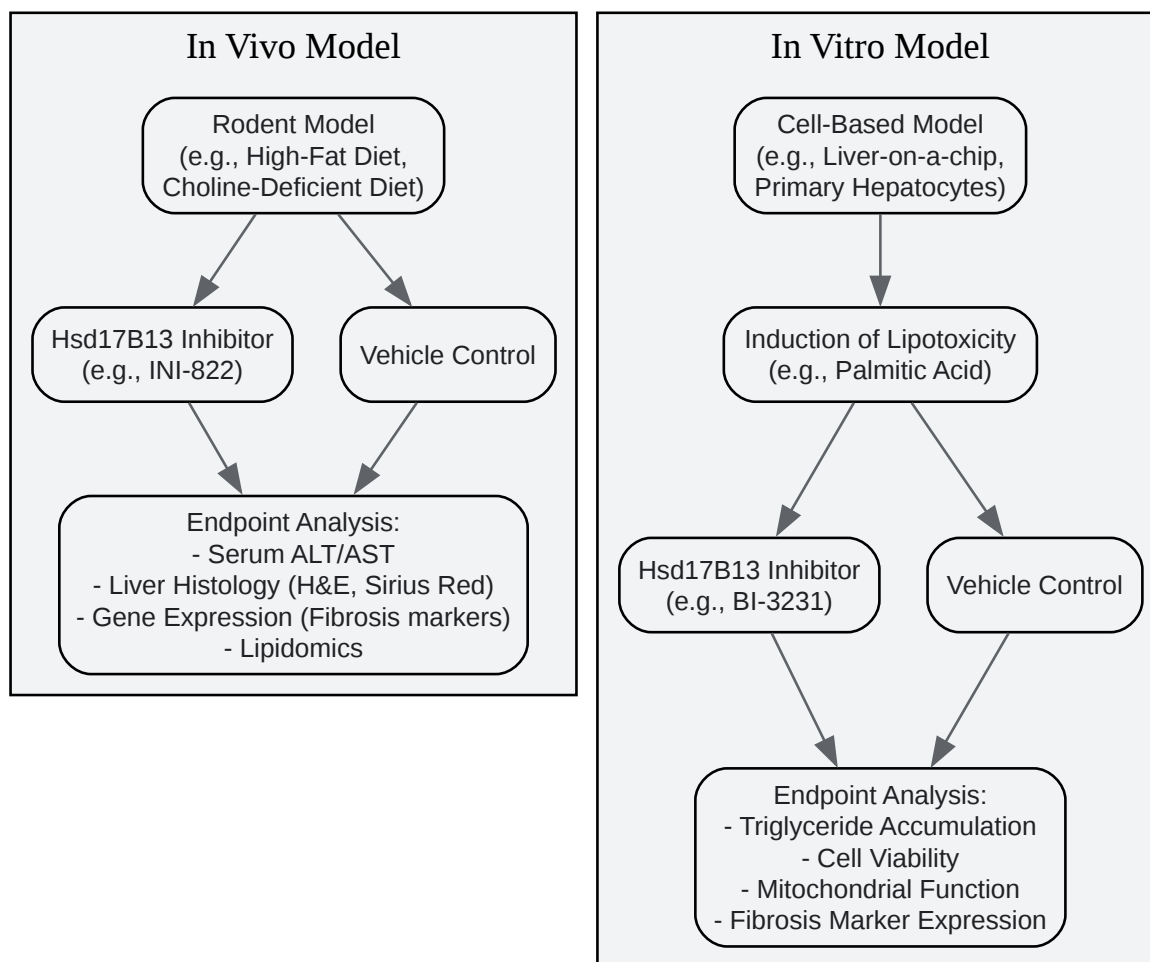 In Vivo Model
Rodent Model
(e.g., High-Fat Diet,
Choline-Deficient Diet)
Hsd17B13 Inhibitor
(e.g., INI-822)
Vehicle Control
Endpoint Analysis:
- Serum ALT/AST
- Liver Histology (H&E, Sirius Red)
- Gene Expression (Fibrosis markers)
- Lipidomics
In Vitro Model
Cell-Based Model
(e.g., Liver-on-a-chip,
Primary Hepatocytes)
Induction of Lipotoxicity
(e.g., Palmitic Acid)
Hsd17B13 Inhibitor
(e.g., BI-3231)
Vehicle Control
Endpoint Analysis:
- Triglyceride Accumulation
- Cell Viability
- Mitochondrial Function
- Fibrosis Marker Expression